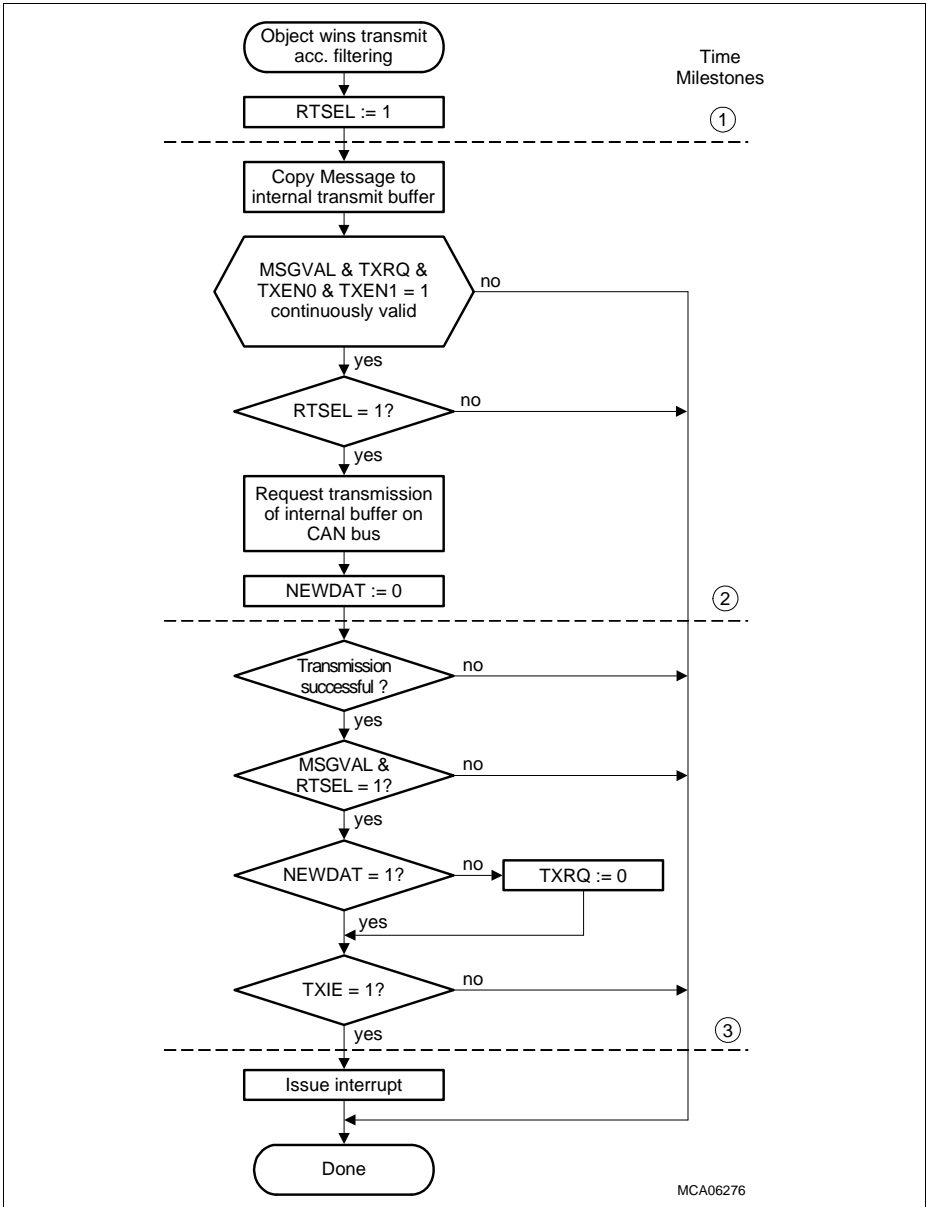 Object wins transmit
acc. filtering
Time
Milestones
RTSEL := 1
1
Copy Message to
internal transmit buffer
MSGVAL & TXRQ &
TXEN0 & TXEN1 = 1
continuously valid
no
yes
RTSEL = 1?
no
yes
Request transmission
of internal buffer on
CAN bus
NEWDAT := 0
2
Transmission
successful ?
no
yes
MSGVAL &
RTSEL = 1?
no
yes
NEWDAT = 1?
no
TXRQ := 0
yes
TXIE = 1?
no
yes
3
Issue interrupt
Done
MCA06276